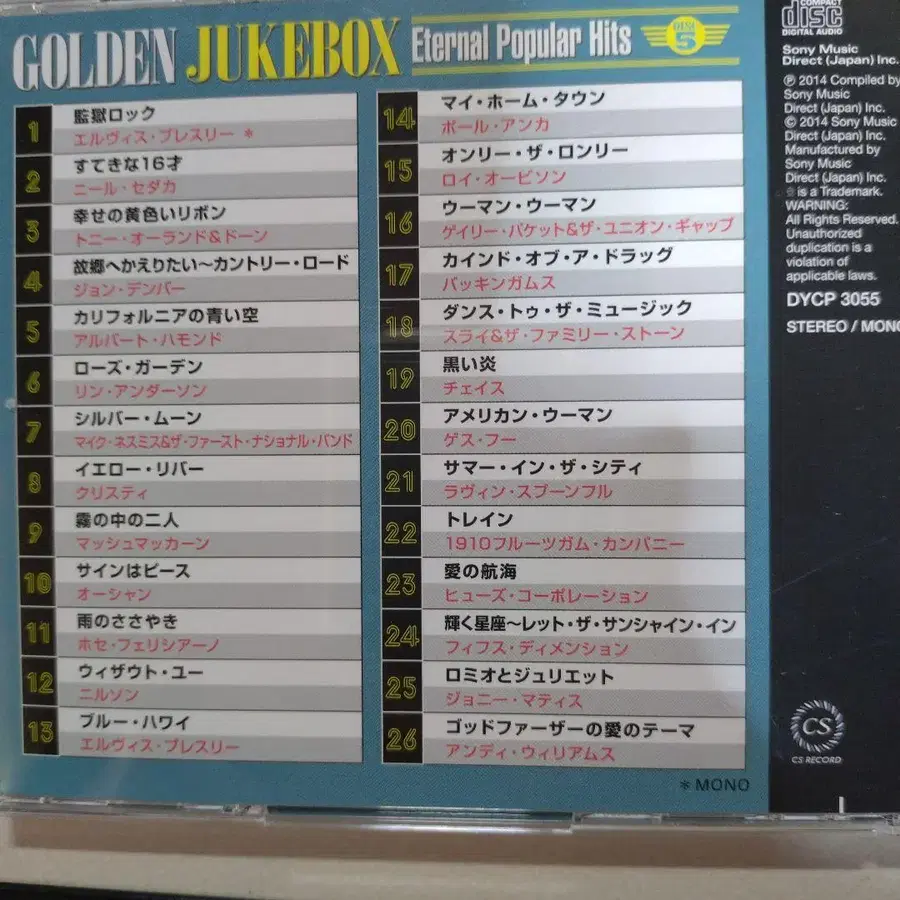 GOLDEN JUKEBOX Eternal Popular Hits DISC 5
1 監獄ロック
エルヴィス・プレスリー *
2 すてきな16才
ニール・セダカ
3 幸せの黄色いリボン
トニー・オーランド&ドーン
4 故郷へかえりたい〜カントリー・ロード
ジョン・デンバー
5 カリフォルニアの青い空
アルバート・ハモンド
6 ローズ・ガーデン
リン・アンダーソン
7 シルバー・ムーン
マイク・ネスミス&ザ・ファースト・ナショナル・バンド
8 イエロー・リバー
クリスティ
9 霧の中の二人
マッシュマッカーン
10 サインはピース
オーシャン
11 雨のささやき
ホセ・フェリシアーノ
12 ウィザウト・ユー
ニルソン
13 ブルー・ハワイ
エルヴィス・プレスリー
14 マイ・ホーム・タウン
ポール・アンカ
15 オンリー・ザ・ロンリー
ロイ・オービソン
16 ウーマン・ウーマン
ゲイリー・パケット&ザ・ユニオン・ギャップ
17 カインド・オブ・ア・ドラッグ
バッキンガムス
18 ダンス・トゥ・ザ・ミュージック
スライ&ザ・ファミリー・ストーン
19 黒い炎
チェイス
20 アメリカン・ウーマン
ゲス・フー
21 サマー・イン・ザ・シティ
ラヴィン・スプーンフル
22 トレイン
1910フルーツガム・カンパニー
23 愛の航海
ヒューズ・コーポレーション
24 輝く星座〜レット・ザ・サンシャイン・イン
フィフス・ディメンション
25 ロミオとジュリエット
ジョニー・マティス
26 ゴッドファーザーの愛のテーマ
アンディ・ウィリアムス
* MONO
COMPACT
disc
DIGITAL AUDIO
Sony Music
Direct (Japan) Inc.
℗ 2014 Compiled by
Sony Music
Direct (Japan) Inc.
© 2014 Sony Music
Direct (Japan) Inc.
Manufactured by
Sony Music
Direct (Japan) Inc.
is a Trademark.
WARNING:
All Rights Reserved.
Unauthorized
duplication is a
violation of
applicable laws.
DYCP 3055
STEREO / MONO
CS
CS RECORD